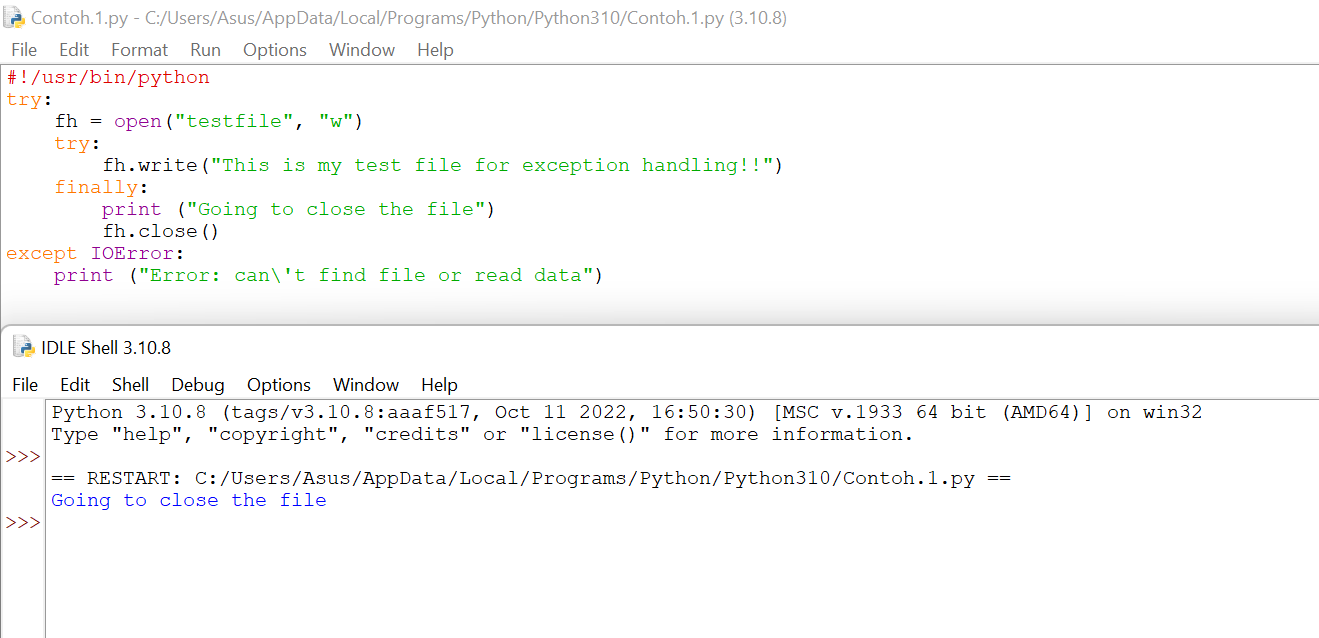 Contoh.1.py - C:/Users/Asus/AppData/Local/Programs/Python/Python310/Contoh.1.py (3.10.8)
File Edit Format Run Options Window Help
#!/usr/bin/python
try:
    fh = open("testfile", "w")
    try:
        fh.write("This is my test file for exception handling!!")
    finally:
        print ("Going to close the file")
        fh.close()
except IOError:
    print ("Error: can\'t find file or read data")
IDLE Shell 3.10.8
File Edit Shell Debug Options Window Help
Python 3.10.8 (tags/v3.10.8:aaaf517, Oct 11 2022, 16:50:30) [MSC v.1933 64 bit (AMD64)] on win32
Type "help", "copyright", "credits" or "license()" for more information.
>>>
== RESTART: C:/Users/Asus/AppData/Local/Programs/Python/Python310/Contoh.1.py ==
Going to close the file
>>>